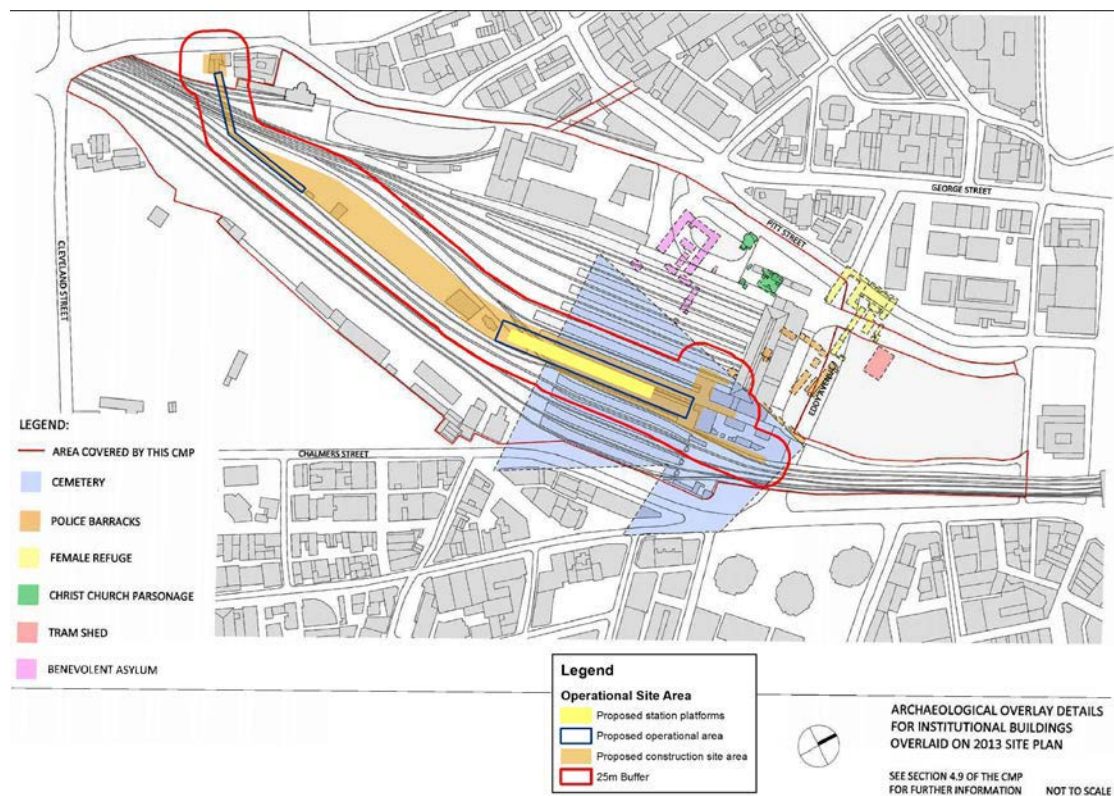 GEORGE STREET
PITT STREET
CLEVELAND STREET
EDDY AVENUE
CHALMERS STREET
LEGEND:
AREA COVERED BY THIS CMP
CEMETERY
POLICE BARRACKS
FEMALE REFUGE
CHRIST CHURCH PARSONAGE
TRAM SHED
BENEVOLENT ASYLUM
Legend
Operational Site Area
Proposed station platforms
Proposed operational area
Proposed construction site area
25m Buffer
ARCHAEOLOGICAL OVERLAY DETAILS
FOR INSTITUTIONAL BUILDINGS
OVERLAID ON 2013 SITE PLAN
SEE SECTION 4.9 OF THE CMP
FOR FURTHER INFORMATION NOT TO SCALE